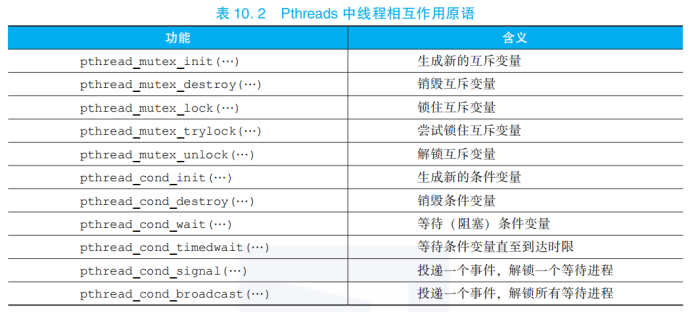 表 10.2 Pthreads 中线程相互作用原语
功能 含义
pthread_mutex_init(…) 生成新的互斥变量
pthread_mutex_destroy(…) 销毁互斥变量
pthread_mutex_lock(…) 锁住互斥变量
pthread_mutex_trylock(…) 尝试锁住互斥变量
pthread_mutex_unlock(…) 解锁互斥变量
pthread_cond_init(…) 生成新的条件变量
pthread_cond_destroy(…) 销毁条件变量
pthread_cond_wait(…) 等待（阻塞）条件变量
pthread_cond_timedwait(…) 等待条件变量直至到达时限
pthread_cond_signal(…) 投递一个事件，解锁一个等待进程
pthread_cond_broadcast(…) 投递一个事件，解锁所有等待进程